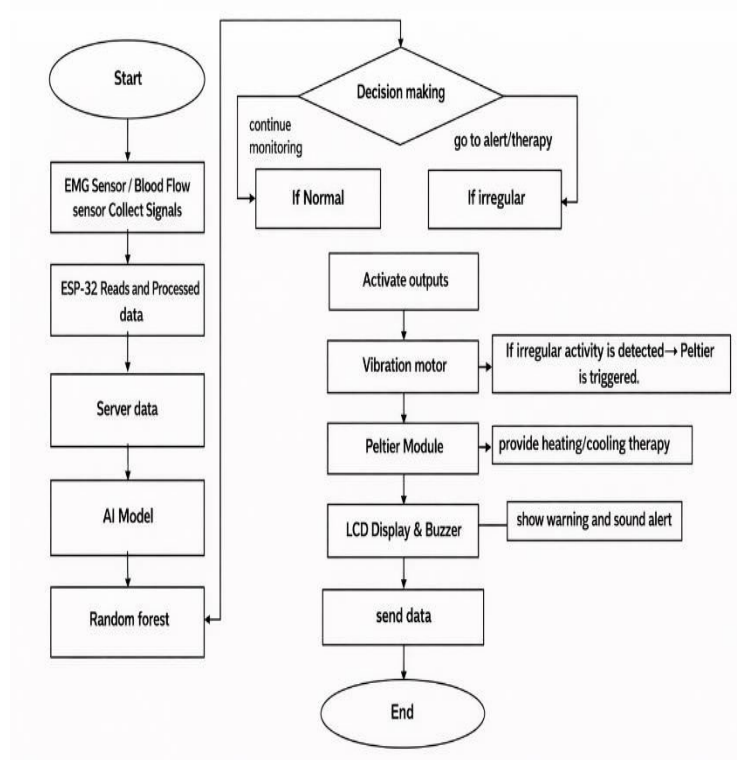 Start
EMG Sensor / Blood Flow
sensor Collect Signals
ESP-32 Reads and Processed
data
Server data
AI Model
Random forest
Decision making
continue
monitoring
go to alert/therapy
If Normal
If irregular
Activate outputs
Vibration motor
If irregular activity is detected→ Peltier
is triggered.
Peltier Module
provide heating/cooling therapy
LCD Display & Buzzer
show warning and sound alert
send data
End